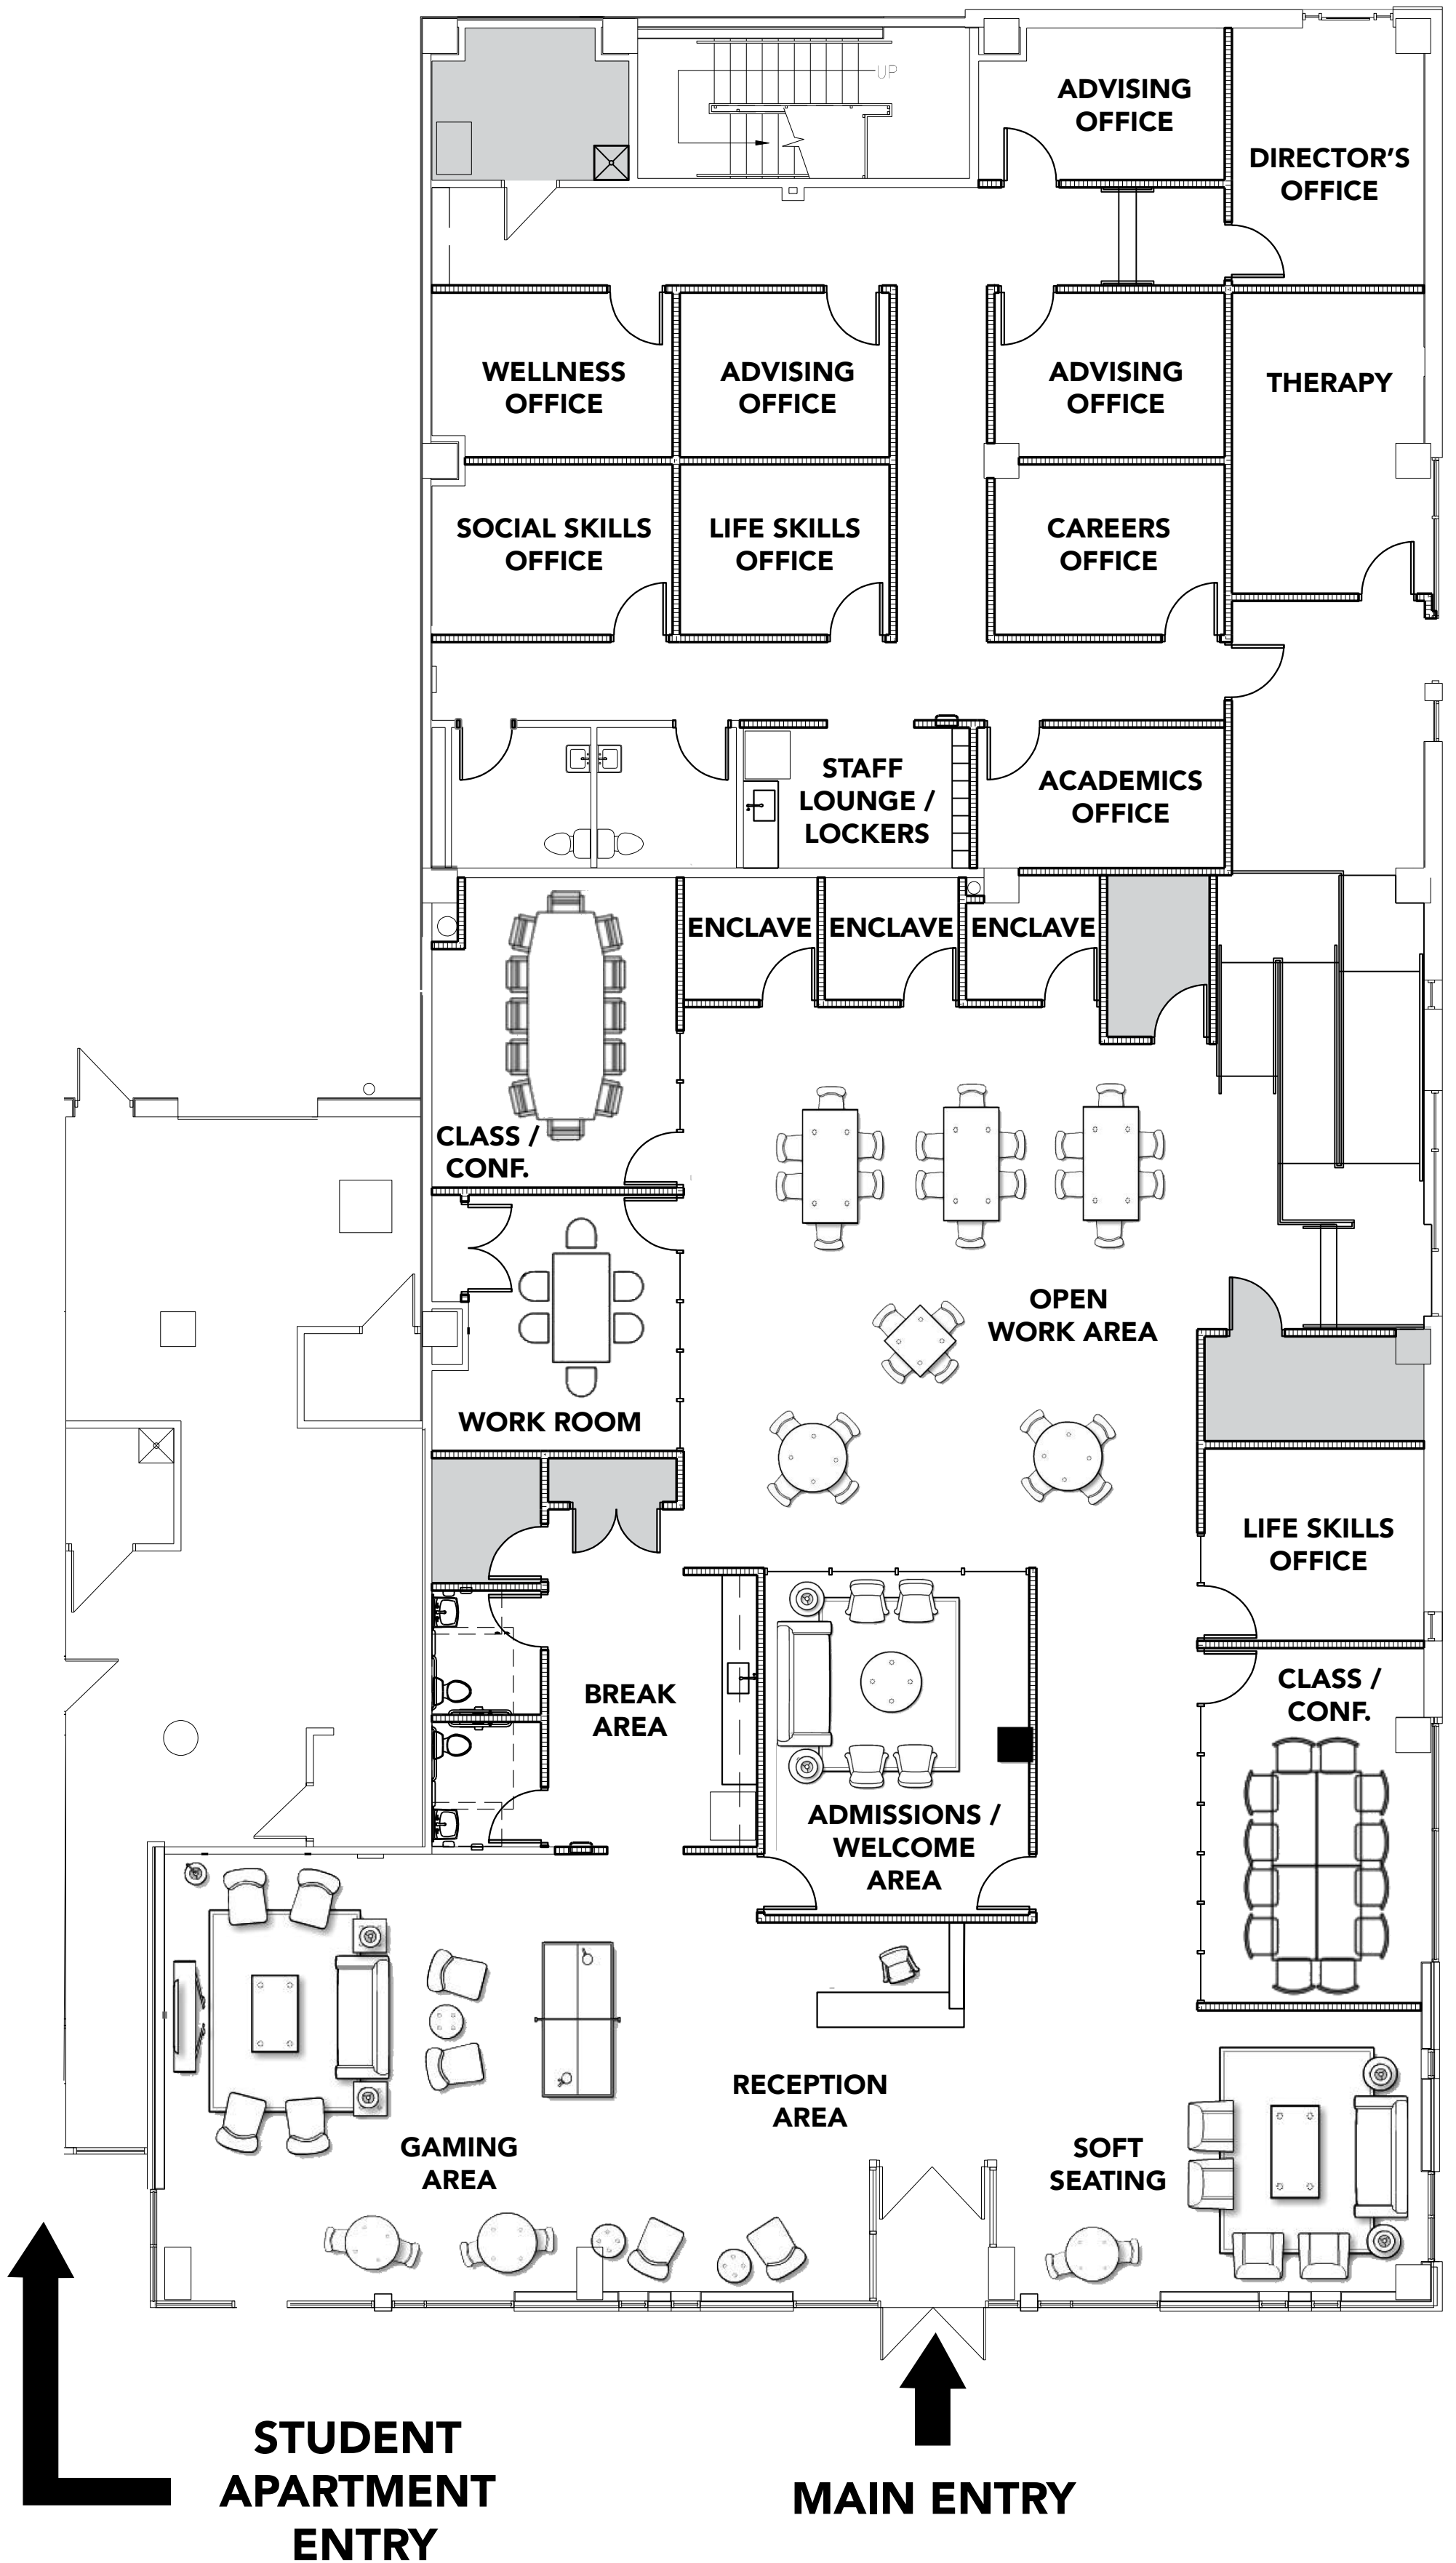 UP
ADVISING
OFFICE
DIRECTOR'S
OFFICE
WELLNESS
OFFICE
ADVISING
OFFICE
ADVISING
OFFICE
THERAPY
SOCIAL SKILLS
OFFICE
LIFE SKILLS
OFFICE
CAREERS
OFFICE
STAFF
LOUNGE /
LOCKERS
ACADEMICS
OFFICE
ENCLAVE
ENCLAVE
ENCLAVE
CLASS /
CONF.
OPEN
WORK AREA
WORK ROOM
LIFE SKILLS
OFFICE
BREAK
AREA
CLASS /
CONF.
ADMISSIONS /
WELCOME
AREA
RECEPTION
AREA
GAMING
AREA
SOFT
SEATING
STUDENT
APARTMENT
ENTRY
MAIN ENTRY